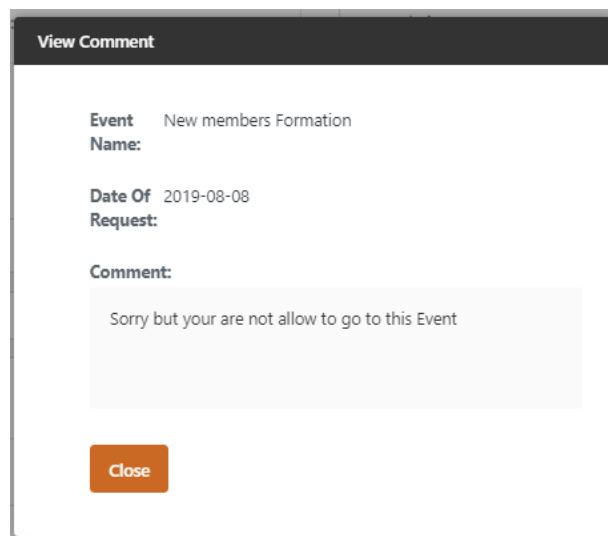 View Comment
Event New members Formation
Name:
Date Of 2019-08-08
Request:
Comment:
Sorry but your are not allow to go to this Event
Close